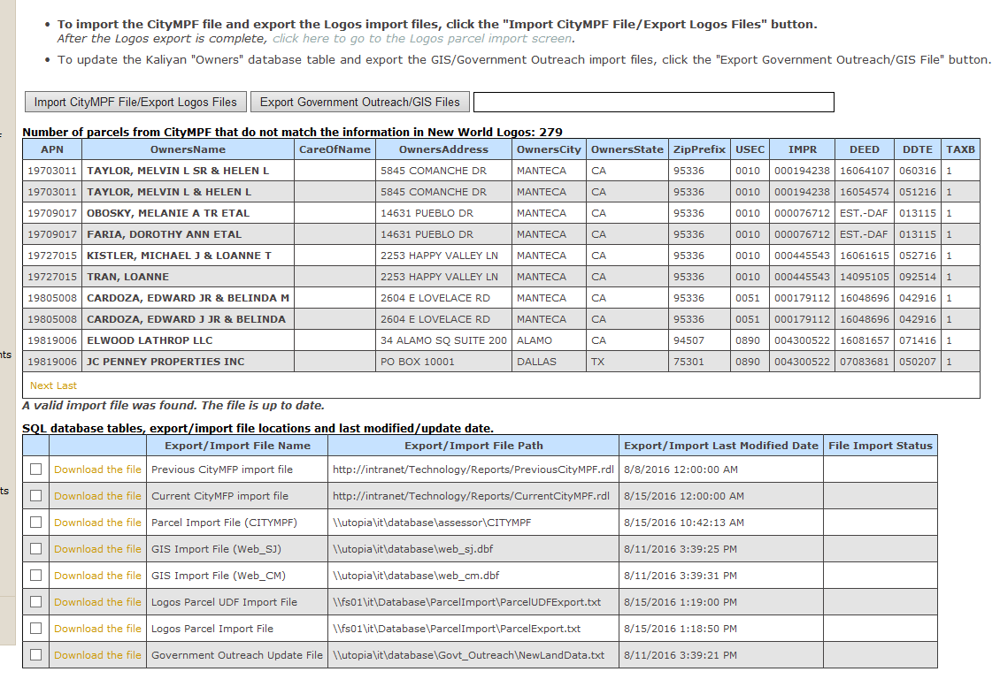 • To import the CityMPF file and export the Logos import files, click the "Import CityMPF File/Export Logos Files" button.
After the Logos export is complete, click here to go to the Logos parcel import screen.
• To update the Kaliyan "Owners" database table and export the GIS/Government Outreach import files, click the "Export Government Outreach/GIS File" button.
Import CityMPF File/Export Logos Files Export Government Outreach/GIS Files
Number of parcels from CityMPF that do not match the information in New World Logos: 279
APN OwnersName CareOfName OwnersAddress OwnersCity OwnersState ZipPrefix USEC IMPR DEED DDTE TAXB
19703011 TAYLOR, MELVIN L SR & HELEN L 5845 COMANCHE DR MANTECA CA 95336 0010 000194238 16064107 060316 1
19703011 TAYLOR, MELVIN L & HELEN L 5845 COMANCHE DR MANTECA CA 95336 0010 000194238 16054574 051216 1
19709017 OBOSKY, MELANIE A TR ETAL 14631 PUEBLO DR MANTECA CA 95336 0010 000076712 EST.-DAF 013115 1
19709017 FARIA, DOROTHY ANN ETAL 14631 PUEBLO DR MANTECA CA 95336 0010 000076712 EST.-DAF 013115 1
19727015 KISTLER, MICHAEL J & LOANNE T 2253 HAPPY VALLEY LN MANTECA CA 95336 0010 000445543 16061615 052716 1
19727015 TRAN, LOANNE 2253 HAPPY VALLEY LN MANTECA CA 95336 0010 000445543 14095105 092514 1
19805008 CARDOZA, EDWARD JR & BELINDA M 2604 E LOVELACE RD MANTECA CA 95336 0051 000179112 16048696 042916 1
19805008 CARDOZA, EDWARD J JR & BELINDA 2604 E LOVELACE RD MANTECA CA 95336 0051 000179112 16048696 042916 1
19819006 ELWOOD LATHROP LLC 34 ALAMO SQ SUITE 200 ALAMO CA 94507 0890 004300522 16081657 071416 1
nts
19819006 JC PENNEY PROPERTIES INC PO BOX 10001 DALLAS TX 75301 0890 004300522 07083681 050207 1
Next Last
A valid import file was found. The file is up to date.
SQL database tables, export/import file locations and last modified/update date.
Export/Import File Name Export/Import File Path Export/Import Last Modified Date File Import Status
Download the file Previous CityMFP import file http://intranet/Technology/Reports/PreviousCityMPF.rdl 8/8/2016 12:00:00 AM
ts
Download the file Current CityMFP import file http://intranet/Technology/Reports/CurrentCityMPF.rdl 8/15/2016 12:00:00 AM
Download the file Parcel Import File (CITYMPF) \\utopia\it\database\assessor\CITYMPF 8/15/2016 10:42:13 AM
Download the file GIS Import File (Web_SJ) \\utopia\it\database\web_sj.dbf 8/11/2016 3:39:25 PM
Download the file GIS Import File (Web_CM) \\utopia\it\database\web_cm.dbf 8/11/2016 3:39:31 PM
Download the file Logos Parcel UDF Import File \\fs01\it\Database\ParcelImport\ParcelUDFExport.txt 8/15/2016 1:19:00 PM
Download the file Logos Parcel Import File \\fs01\it\Database\ParcelImport\ParcelExport.txt 8/15/2016 1:18:50 PM
Download the file Government Outreach Update File \\utopia\it\database\Govt_Outreach\NewLandData.txt 8/11/2016 3:39:21 PM